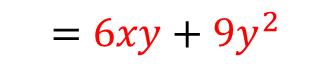 = 6xy + 9y²